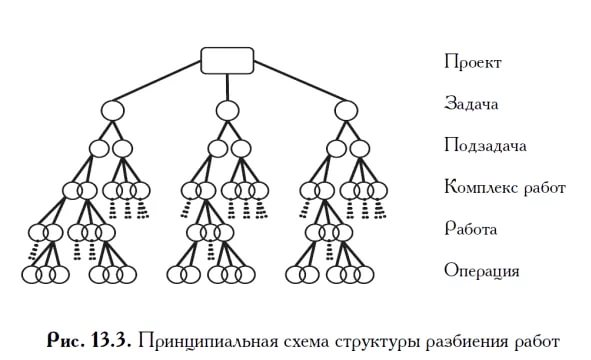 Проект
Задача
Подзадача
Комплекс работ
Работа
Операция
Рис. 13.3. Принципиальная схема структуры разбиения работ